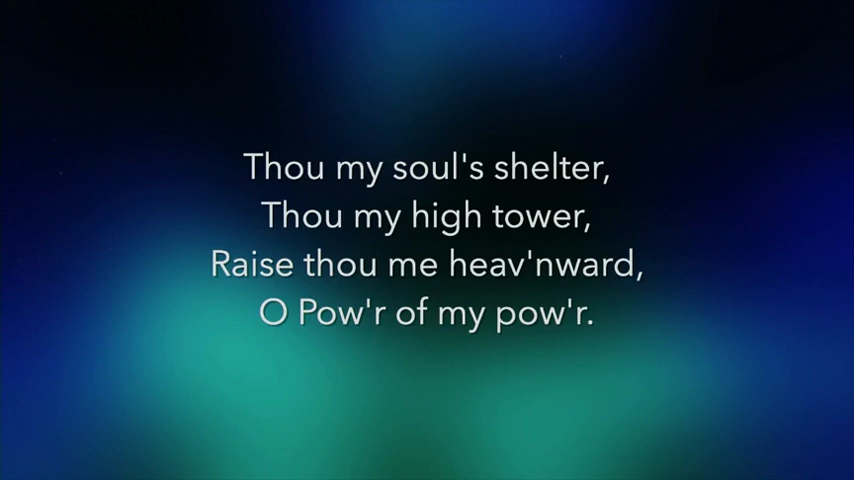 Thou my soul's shelter,
Thou my high tower,
Raise thou me heav'nward,
O Pow'r of my pow'r.